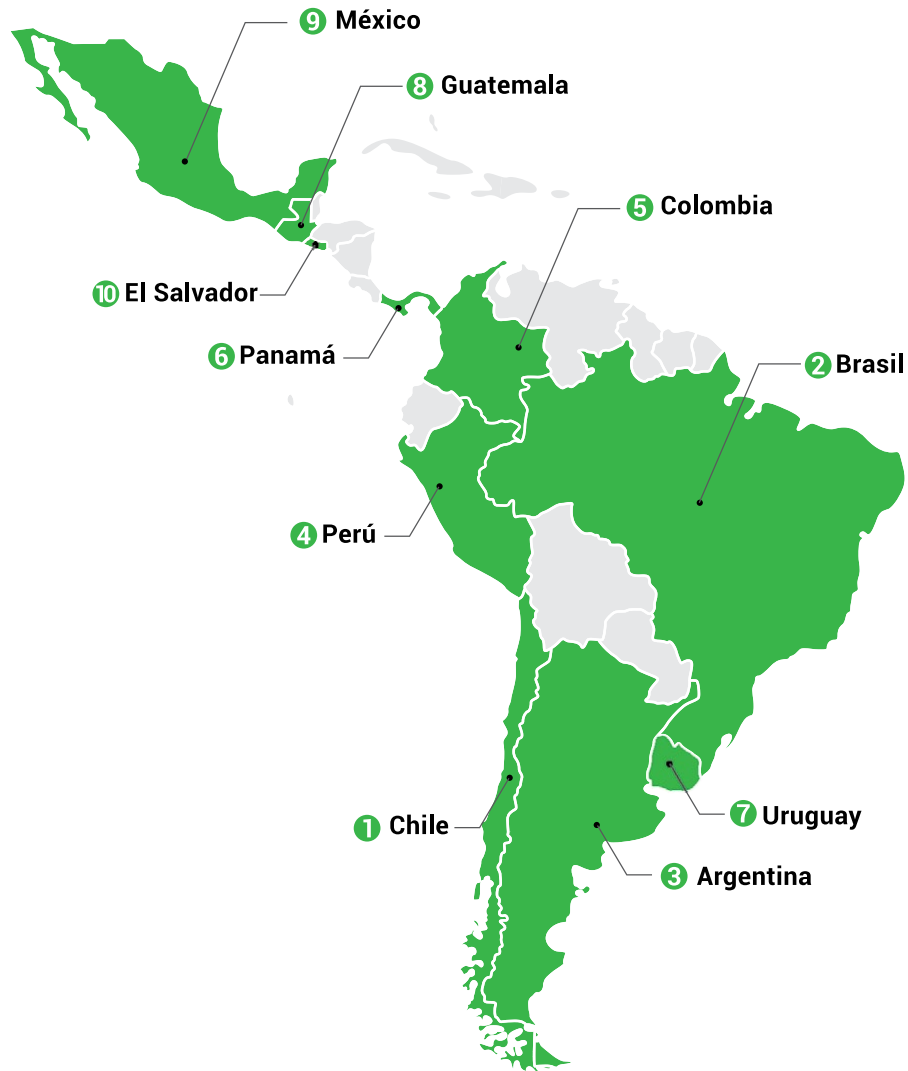 9 México
8 Guatemala
5 Colombia
10 El Salvador
6 Panamá
2 Brasil
4 Perú
7 Uruguay
1 Chile
3 Argentina